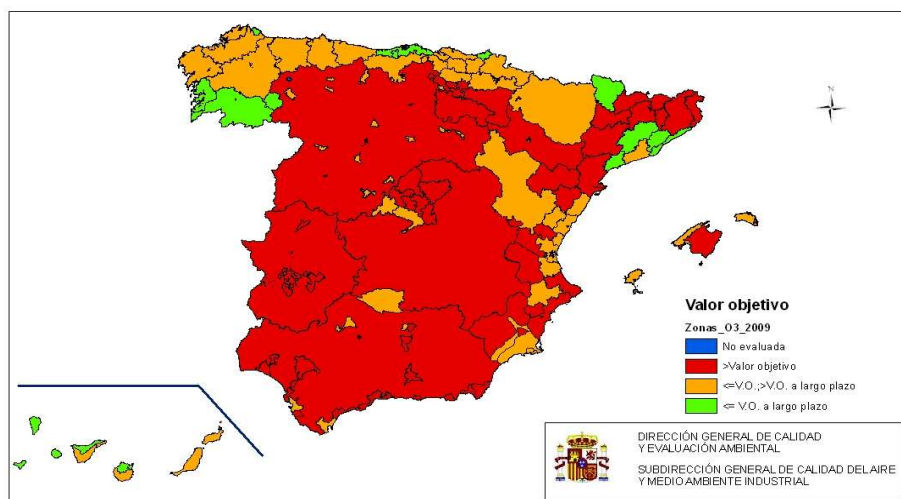 N
Valor objetivo
Zonas_O3_2009
No evaluada
>Valor objetivo
<=V.O.;>V.O. a largo plazo
<= V.O. a largo plazo
DIRECCIÓN GENERAL DE CALIDAD
Y EVALUACIÓN AMBIENTAL
SUBDIRECCIÓN GENERAL DE CALIDAD DEL AIRE
Y MEDIO AMBIENTE INDUSTRIAL